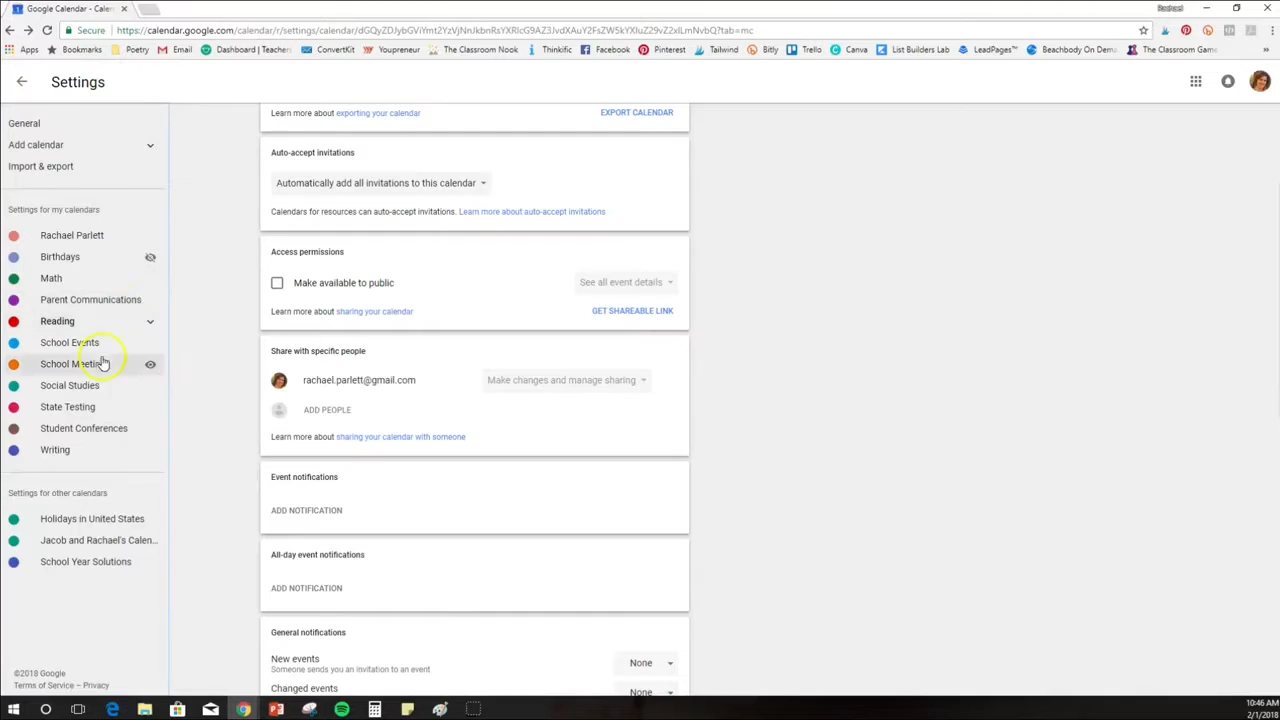 Google Calendar - Calen
Rachael
Secure
https://calendar.google.com/calendar/r/settings/calendar/
?tab=mc
Apps
Bookmarks
Poetry
Email
Dashboard | Teachers
ConvertKit
Youpreneur
The Classroom Nook
Thinkific
Facebook
Pinterest
Tailwind
Bitly
Trello
Canva
List Builders Lab
LeadPages™
Beachbody On Dem
The Classroom Game
Settings
General
Add calendar
Import & export
Settings for my calendars
Rachael Parlett
Birthdays
Math
Parent Communications
Reading
School Events
School Meetin
Social Studies
State Testing
Student Conferences
Writing
Settings for other calendars
Holidays in United States
Jacob and Rachael's Calen...
School Year Solutions
©2018 Google
Terms of Service – Privacy
Learn more about exporting your calendar
EXPORT CALENDAR
Auto-accept invitations
Automatically add all invitations to this calendar
Calendars for resources can auto-accept invitations. Learn more about auto-accept invitations
Access permissions
Make available to public
See all event details
Learn more about sharing your calendar
GET SHAREABLE LINK
Share with specific people
rachael.parlett@gmail.com
Make changes and manage sharing
ADD PEOPLE
Learn more about sharing your calendar with someone
Event notifications
ADD NOTIFICATION
All-day event notifications
ADD NOTIFICATION
General notifications
New events
None
Someone sends you an invitation to an event
Changed events
None
10:46 AM
2/1/2018